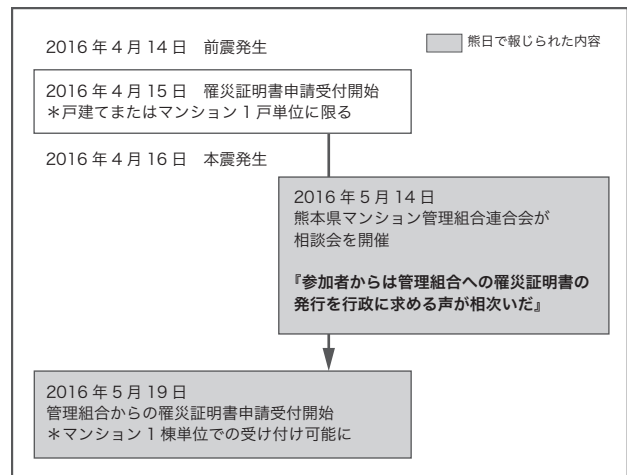 2016年4月14日　前震発生
熊日で報じられた内容
2016年4月15日　罹災証明書申請受付開始
＊戸建てまたはマンション1戸単位に限る
2016年4月16日　本震発生
2016年5月14日
熊本県マンション管理組合連合会が
相談会を開催
『参加者からは管理組合への罹災証明書の
発行を行政に求める声が相次いだ』
2016年5月19日
管理組合からの罹災証明書申請受付開始
＊マンション1棟単位での受け付け可能に